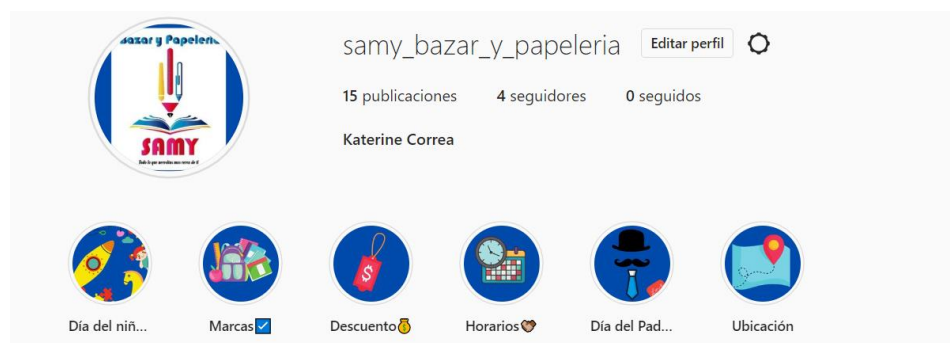 Bazar y Papelería
SAMY
samy_bazar_y_papeleria Editar perfil
15 publicaciones 4 seguidores 0 seguidos
Katerine Correa
$
Día del niñ... Marcas☑ Descuento💰 Horarios🤝🏽 Día del Pad... Ubicación